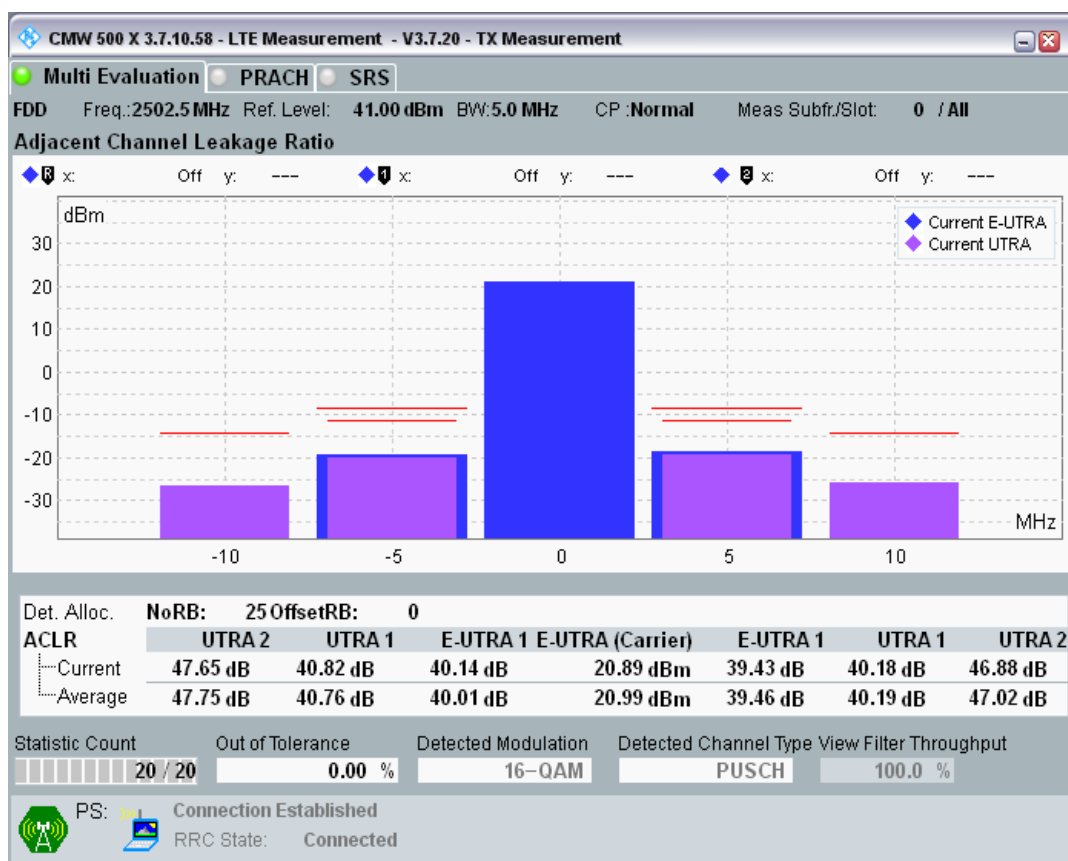 CMW 500 X 3.7.10.58 - LTE Measurement - V3.7.20 - TX Measurement
Multi Evaluation PRACH SRS
FDD Freq.:2502.5 MHz Ref. Level: 41.00 dBm BW:5.0 MHz CP :Normal Meas Subfr./Slot: 0 / All
Adjacent Channel Leakage Ratio
R x: Off y: --- 1 x: Off y: --- 2 x: Off y: ---
dBm
Current E-UTRA
Current UTRA
30
20
10
0
-10
-20
-30
MHz
-10 -5 0 5 10
Det. Alloc. NoRB: 25 OffsetRB: 0
ACLR UTRA 2 UTRA 1 E-UTRA 1 E-UTRA (Carrier) E-UTRA 1 UTRA 1 UTRA 2
Current 47.65 dB 40.82 dB 40.14 dB 20.89 dBm 39.43 dB 40.18 dB 46.88 dB
Average 47.75 dB 40.76 dB 40.01 dB 20.99 dBm 39.46 dB 40.19 dB 47.02 dB
Statistic Count Out of Tolerance Detected Modulation Detected Channel Type View Filter Throughput
20 / 20 0.00 % 16-QAM PUSCH 100.0 %
PS: Connection Established
RRC State: Connected